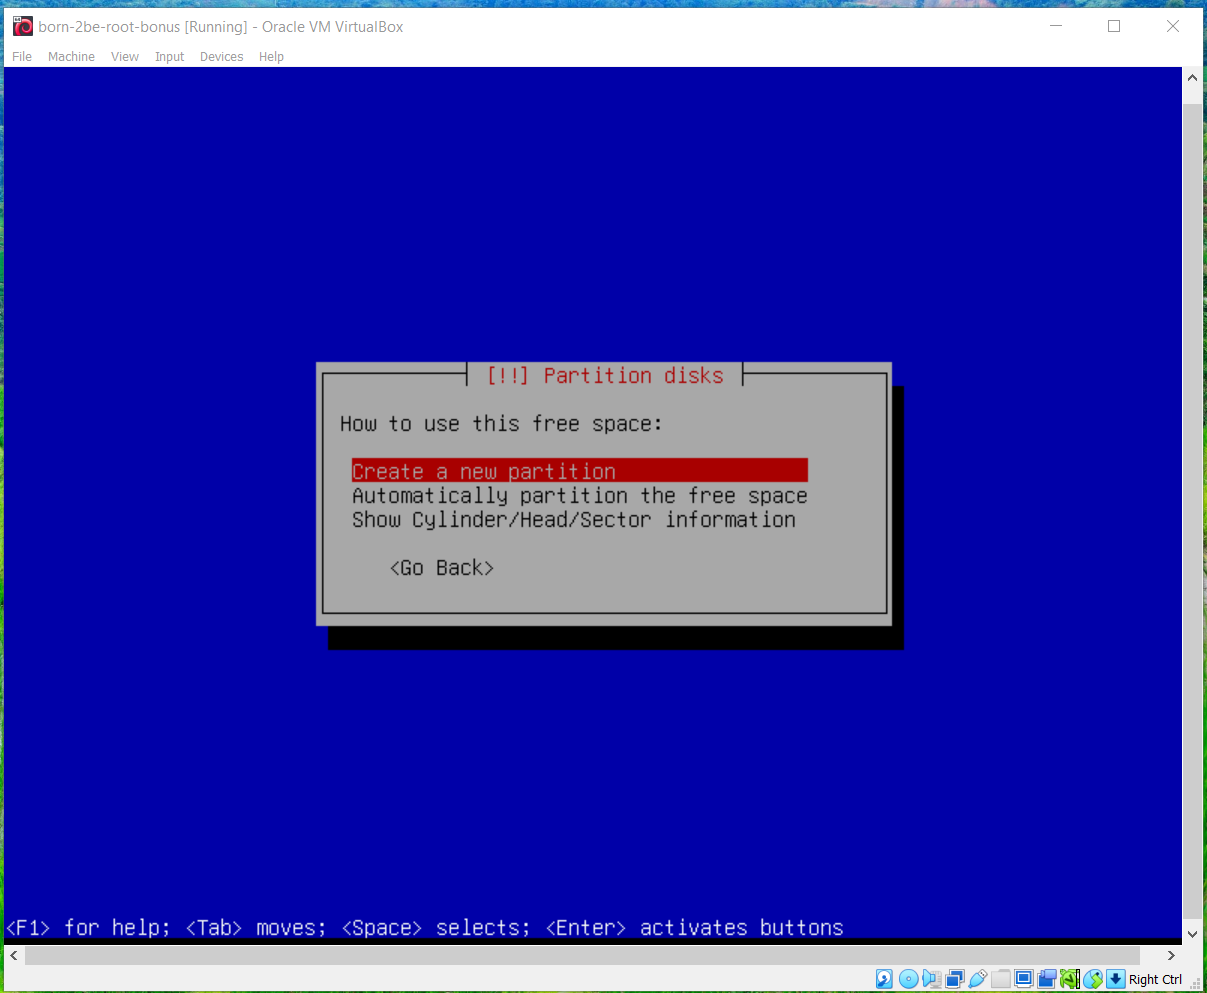 born-2be-root-bonus [Running] - Oracle VM VirtualBox
File Machine View Input Devices Help
[!!] Partition disks
How to use this free space:
Create a new partition
Automatically partition the free space
Show Cylinder/Head/Sector information
<Go Back>
<F1> for help; <Tab> moves; <Space> selects; <Enter> activates buttons
Right Ctrl